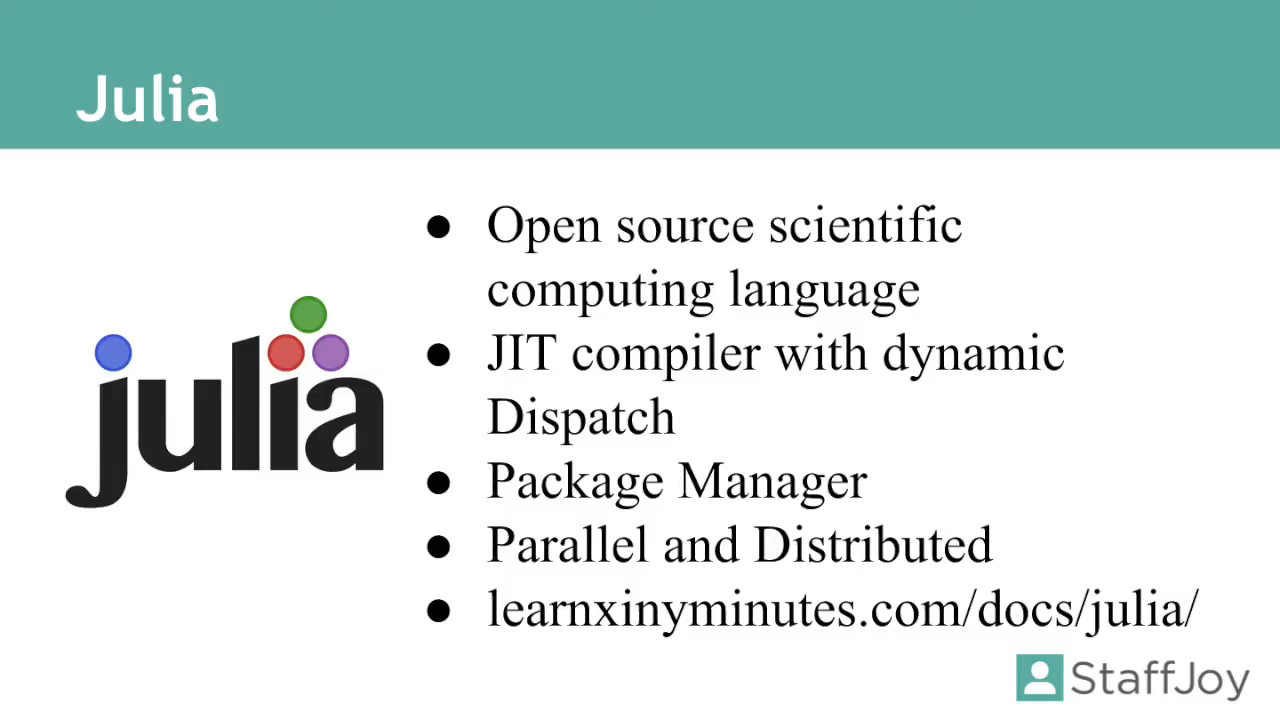 Julia
julia
● Open source scientific
computing language
● JIT compiler with dynamic
Dispatch
● Package Manager
● Parallel and Distributed
● learnxinyminutes.com/docs/julia/
StaffJoy